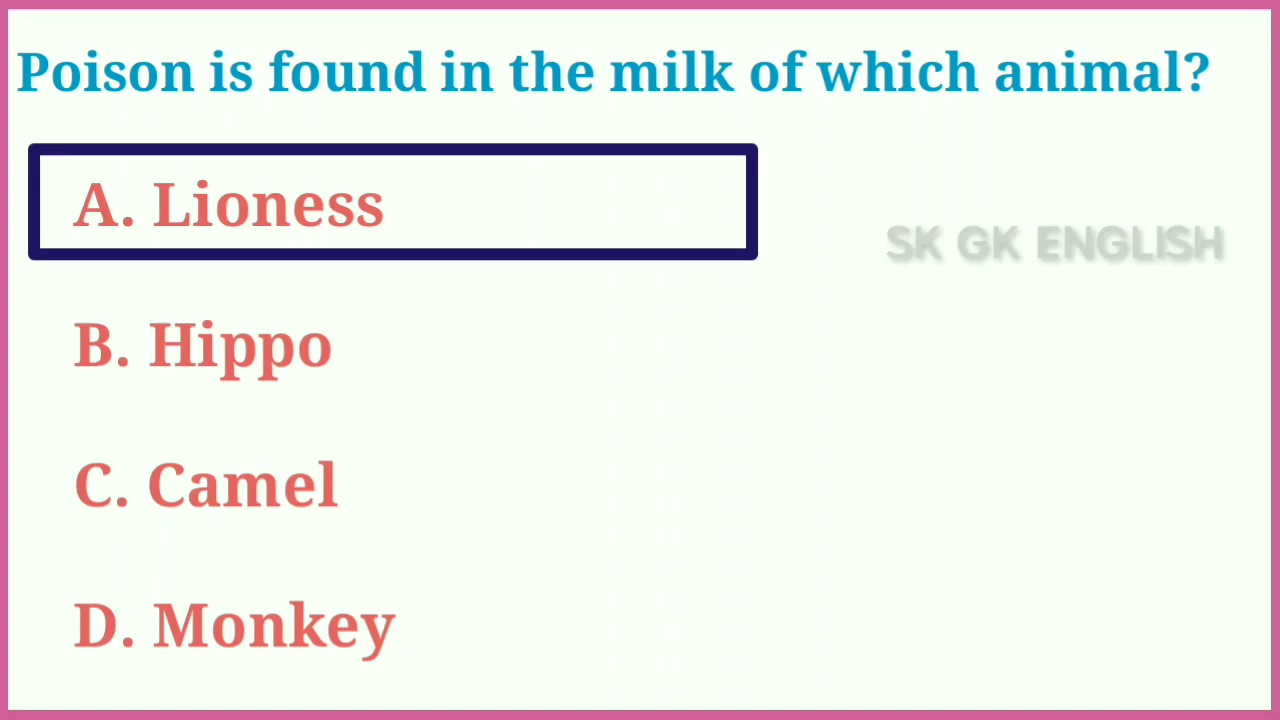 Poison is found in the milk of which animal?
A. Lioness
SK GK ENGLISH
B. Hippo
C. Camel
D. Monkey